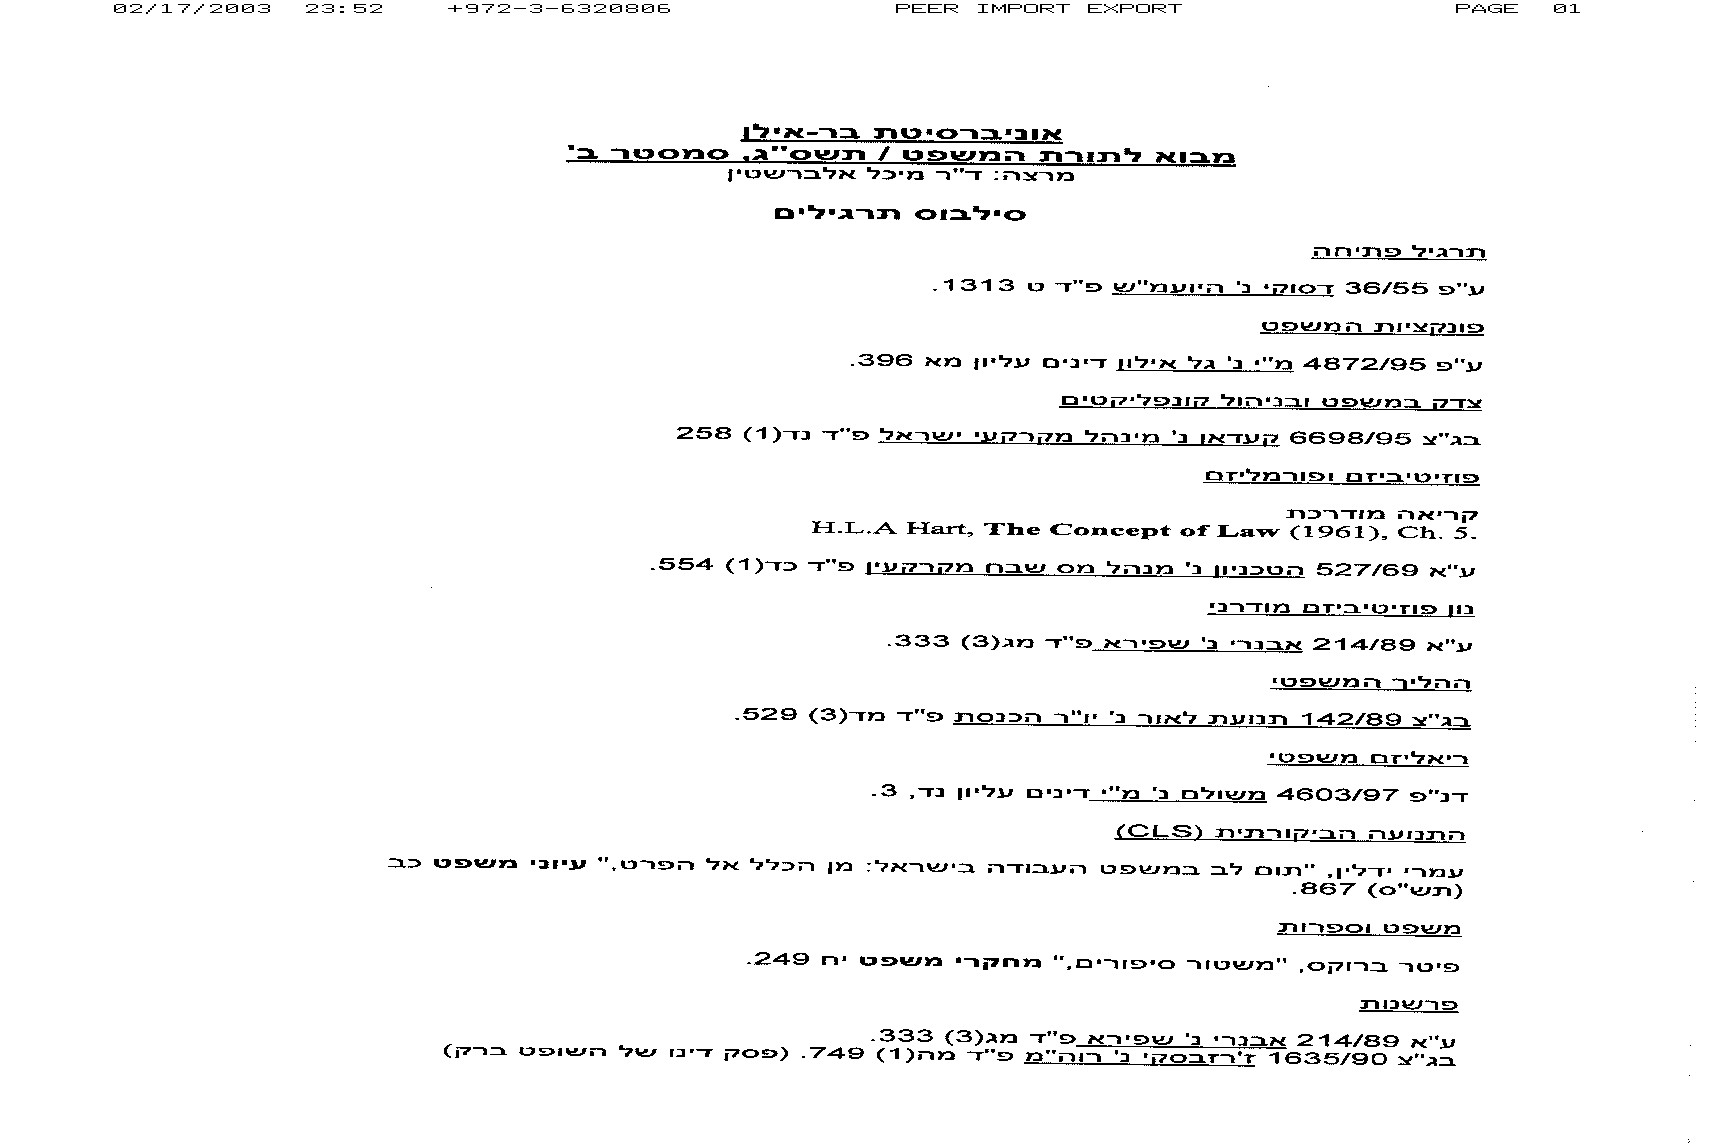 02/17/2003 23:52 +972-3-6320806 PEER IMPORT EXPORT PAGE 01
אוניברסיטת בר-אילן
מבוא לתורת המשפט / תשס"ג, סמסטר ב'
מרצה: ד"ר מיכל אלברשטין
סילבוס תרגילים
תרגיל פתיחה
ע"פ 36/55 דסוקי נ' היועמ"ש פ"ד ט 1313.
פונקציות המשפט
ע"פ 4872/95 מ"י נ' גל אילון דינים עליון מא 396.
צדק במשפט ובניהול קונפליקטים
בג"צ 6698/95 קעדאן נ' מינהל מקרקעי ישראל פ"ד נד(1) 258
פוזיטיביזם ופורמליזם
קריאה מודרכת
H.L.A Hart, The Concept of Law (1961), Ch. 5.
ע"א 527/69 הטכניון נ' מנהל מס שבח מקרקעין פ"ד כד(1) 554.
נון פוזיטיביזם מודרני
ע"א 214/89 אבנרי נ' שפירא פ"ד מג(3) 333.
ההליך המשפטי
בג"צ 142/89 תנועת לאור נ' יו"ר הכנסת פ"ד מד(3) 529.
ריאליזם משפטי
דנ"פ 4603/97 משולם נ' מ"י דינים עליון נד, 3.
התנועה הביקורתית (CLS)
עמרי ידלין, "תום לב במשפט העבודה בישראל: מן הכלל אל הפרט," עיוני משפט כב
(תש"ס) 867.
משפט וספרות
פיטר ברוקס, "משטור סיפורים," מחקרי משפט יח 249.
פרשנות
ע"א 214/89 אבנרי נ' שפירא פ"ד מג(3) 333.
בג"צ 1635/90 ז'רזבסקי נ' רוה"מ פ"ד מה(1) 749. (פסק דינו של השופט ברק)